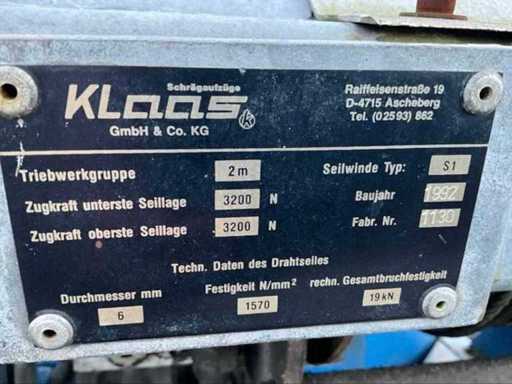 Schrägaufzüge
KLaas
GmbH & Co. KG
Raiffeisenstraße 19
D-4715 Ascheberg
Tel. (02593) 862
Triebwerkgruppe 2m
Seilwinde Typ: S1
Zugkraft unterste Seillage 3200 N
Baujahr 1992
Zugkraft oberste Seillage 3200 N
Fabr. Nr. 1130
Techn. Daten des Drahtseiles
Durchmesser mm
Festigkeit N/mm²
rechn. Gesamtbruchfestigkeit
6
1570
19 kN